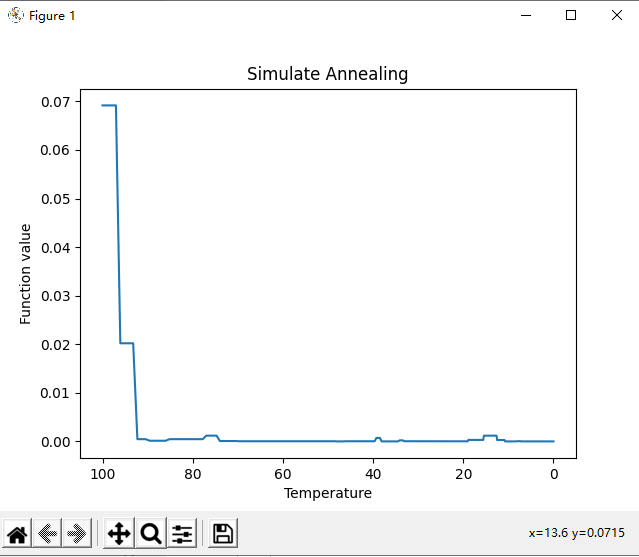 Figure 1
Simulate Annealing
0.07
0.06
0.05
0.04
0.03
0.02
0.01
0.00
Function value
100 80 60 40 20 0
Temperature
x=13.6 y=0.0715